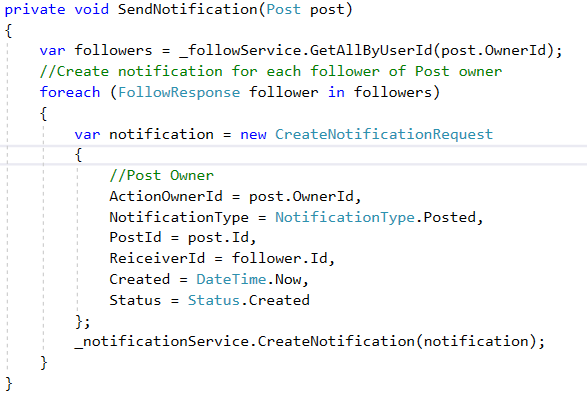 private void SendNotification(Post post)
{
var followers = _followService.GetAllByUserId(post.OwnerId);
//Create notification for each follower of Post owner
foreach (FollowResponse follower in followers)
{
var notification = new CreateNotificationRequest
{
//Post Owner
ActionOwnerId = post.OwnerId,
NotificationType = NotificationType.Posted,
PostId = post.Id,
ReiceiverId = follower.Id,
Created = DateTime.Now,
Status = Status.Created
};
_notificationService.CreateNotification(notification);
}
}